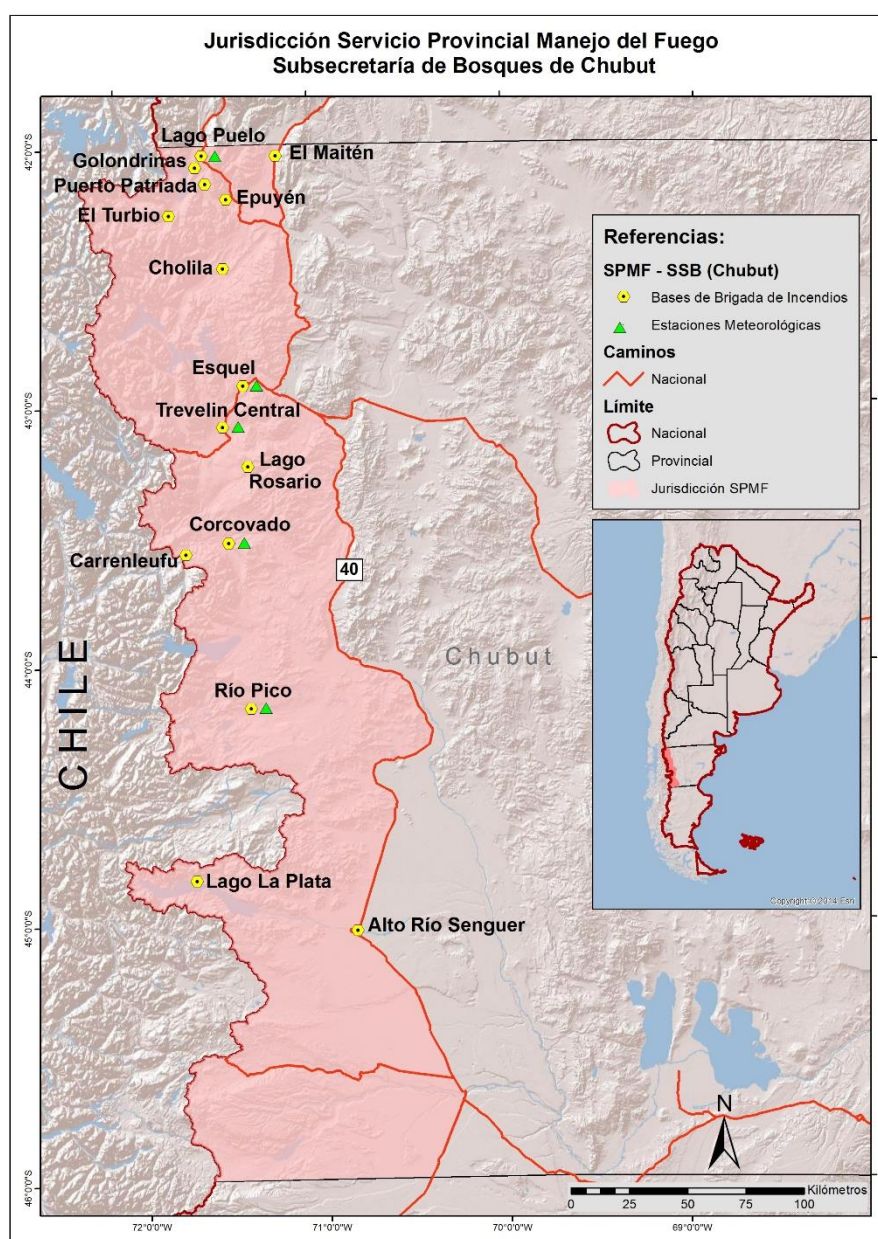 Jurisdicción Servicio Provincial Manejo del Fuego
Subsecretaría de Bosques de Chubut
Lago Puelo
Golondrinas
El Maitén
Puerto Patriada
Epuyén
El Turbio
Cholila
Esquel
Trevelin Central
Lago
Rosario
Corcovado
Carrenleufu
40
Chubut
CHILE
Río Pico
Lago La Plata
Alto Río Senguer
Referencias:
SPMF - SSB (Chubut)
Bases de Brigada de Incendios
Estaciones Meteorológicas
Caminos
Nacional
Límite
Nacional
Provincial
Jurisdicción SPMF
Copyright:© 2014 Esri
N
Kilómetros
0 25 50 75 100
42°0'0"S
43°0'0"S
44°0'0"S
45°0'0"S
46°0'0"S
72°0'0"W
71°0'0"W
70°0'0"W
69°0'0"W